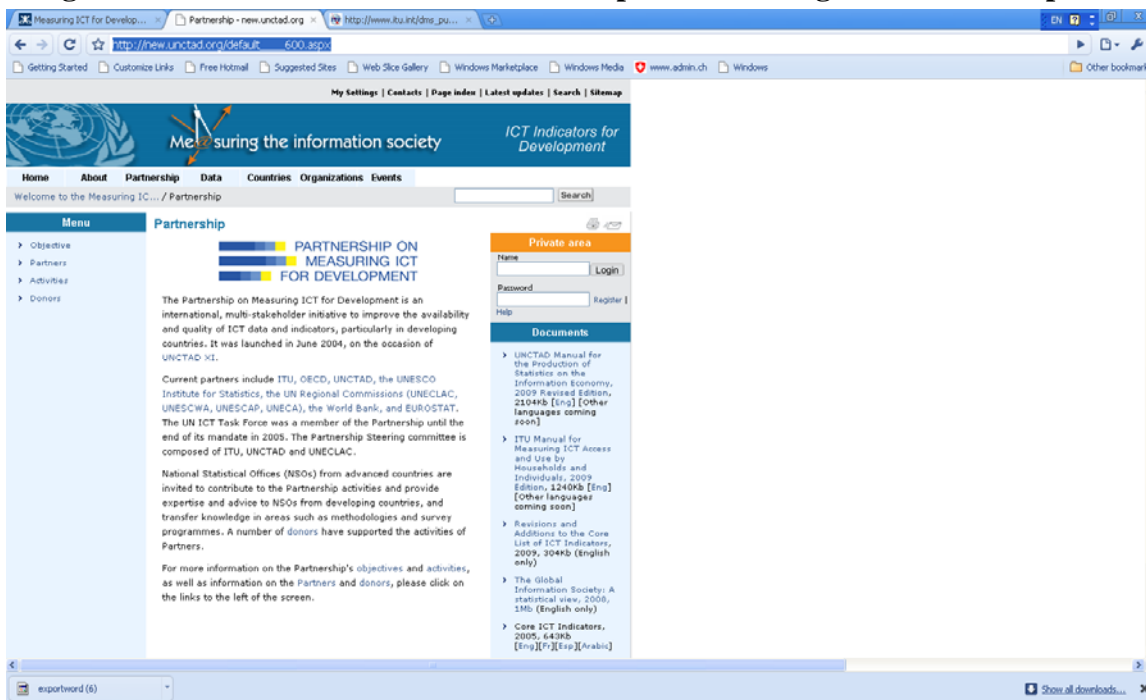 Measuring ICT for Develop...
Partnership - new.unctad.org
http://www.itu.int/dms_pu...
EN
http://new.unctad.org/default____600.aspx
Getting Started
Customize Links
Free Hotmail
Suggested Sites
Web Slice Gallery
Windows Marketplace
Windows Media
www.admin.ch
Windows
Other bookmark
My Settings | Contacts | Page index | Latest updates | Search | Sitemap
Me@suring the information society
ICT Indicators for
Development
Home About Partnership Data Countries Organizations Events
Welcome to the Measuring IC... / Partnership
Search
Menu
Objective
Partners
Activities
Donors
Partnership
PARTNERSHIP ON
MEASURING ICT
FOR DEVELOPMENT
The Partnership on Measuring ICT for Development is an
international, multi-stakeholder initiative to improve the availability
and quality of ICT data and indicators, particularly in developing
countries. It was launched in June 2004, on the occasion of
UNCTAD XI.
Current partners include ITU, OECD, UNCTAD, the UNESCO
Institute for Statistics, the UN Regional Commissions (UNECLAC,
UNESCWA, UNESCAP, UNECA), the World Bank, and EUROSTAT.
The UN ICT Task Force was a member of the Partnership until the
end of its mandate in 2005. The Partnership Steering committee is
composed of ITU, UNCTAD and UNECLAC.
National Statistical Offices (NSOs) from advanced countries are
invited to contribute to the Partnership activities and provide
expertise and advice to NSOs from developing countries, and
transfer knowledge in areas such as methodologies and survey
programmes. A number of donors have supported the activities of
Partners.
For more information on the Partnership's objectives and activities,
as well as information on the Partners and donors, please click on
the links to the left of the screen.
Private area
Name
Login
Password
Register |
Help
Documents
UNCTAD Manual for
the Production of
Statistics on the
Information Economy,
2009 Revised Edition,
2104Kb [Eng] [Other
languages coming
soon]
ITU Manual for
Measuring ICT Access
and Use by
Households and
Individuals, 2009
Edition, 1240Kb [Eng]
[Other languages
coming soon]
Revisions and
Additions to the Core
List of ICT Indicators,
2009, 304Kb (English
only)
The Global
Information Society: A
statistical view, 2008,
1Mb (English only)
Core ICT Indicators,
2005, 643Kb
[Eng][Fr][Esp][Arabic]
exportword (6)
Show all downloads...